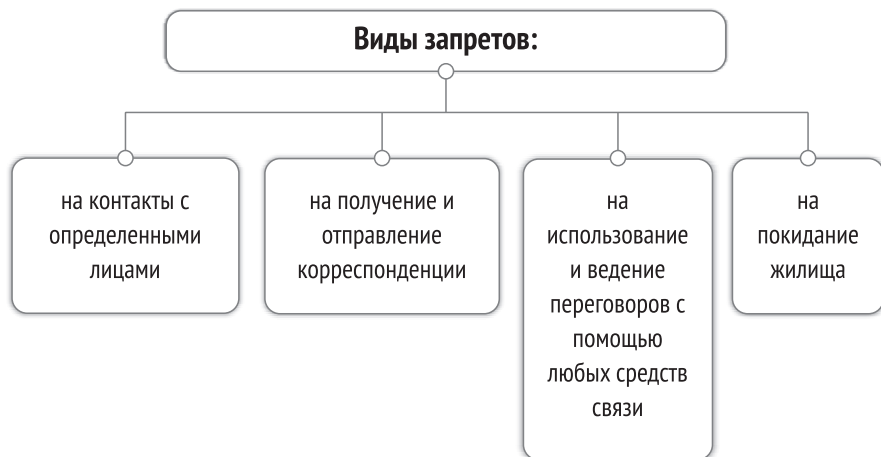 Виды запретов:
на контакты с
определенными
лицами
на получение и
отправление
корреспонденции
на
использование
и ведение
переговоров с
помощью
любых средств
связи
на
покидание
жилища